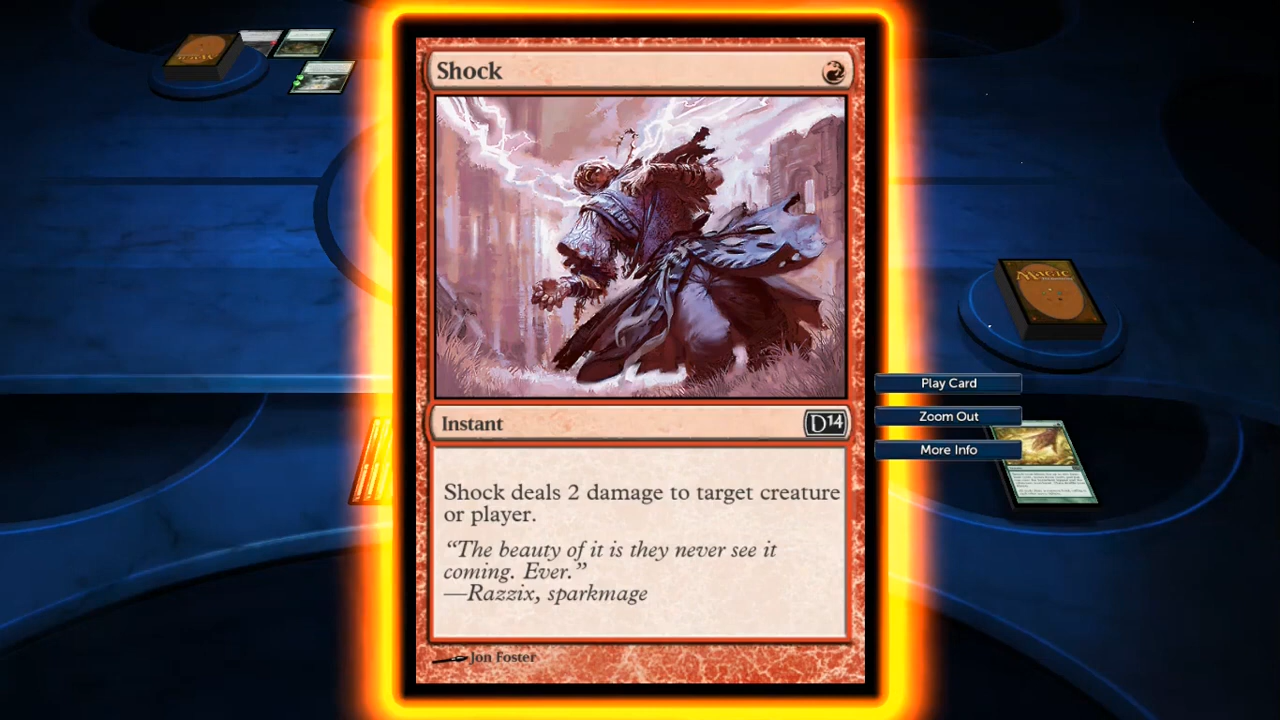 Shock
Instant
D14
Shock deals 2 damage to target creature
or player.
“The beauty of it is they never see it
coming. Ever.”
—Razzix, sparkmage
Jon Foster
Magic
Play Card
Zoom Out
More Info